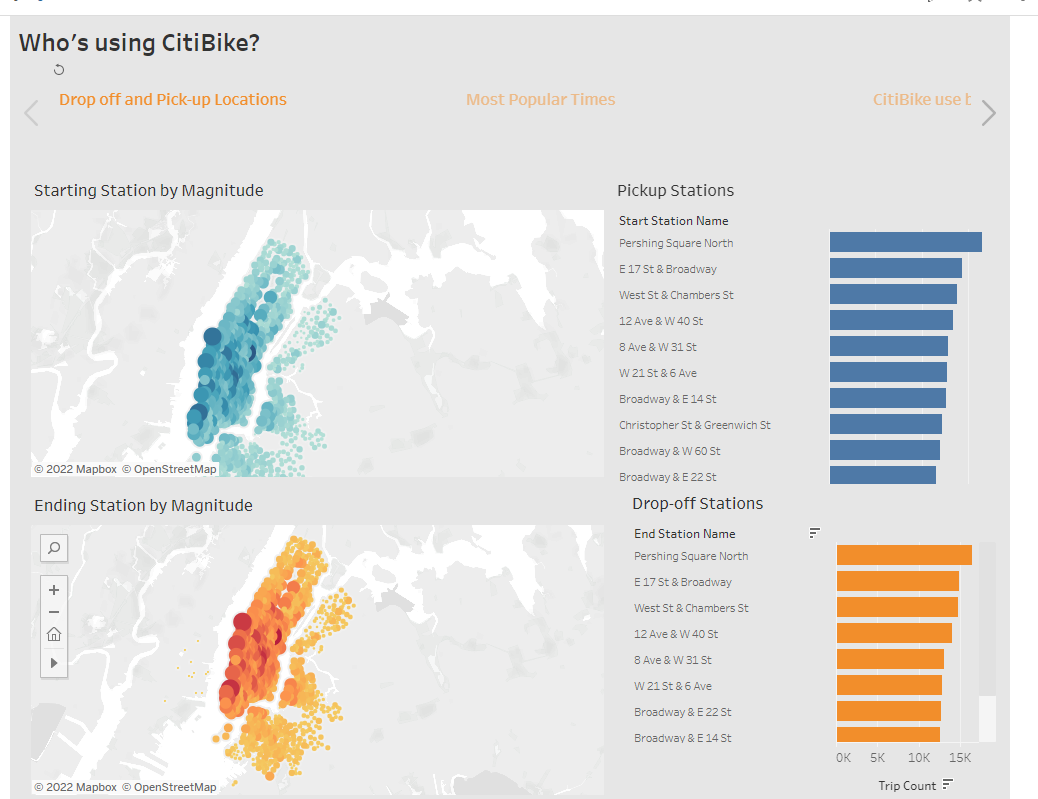 Who's using CitiBike?
Drop off and Pick-up Locations
Most Popular Times
CitiBike use t
Starting Station by Magnitude
© 2022 Mapbox © OpenStreetMap
Pickup Stations
Start Station Name
Pershing Square North
E 17 St & Broadway
West St & Chambers St
12 Ave & W 40 St
8 Ave & W 31 St
W 21 St & 6 Ave
Broadway & E 14 St
Christopher St & Greenwich St
Broadway & W 60 St
Broadway & E 22 St
Ending Station by Magnitude
© 2022 Mapbox © OpenStreetMap
Drop-off Stations
End Station Name
Pershing Square North
E 17 St & Broadway
West St & Chambers St
12 Ave & W 40 St
8 Ave & W 31 St
W 21 St & 6 Ave
Broadway & E 22 St
Broadway & E 14 St
0K 5K 10K 15K
Trip Count